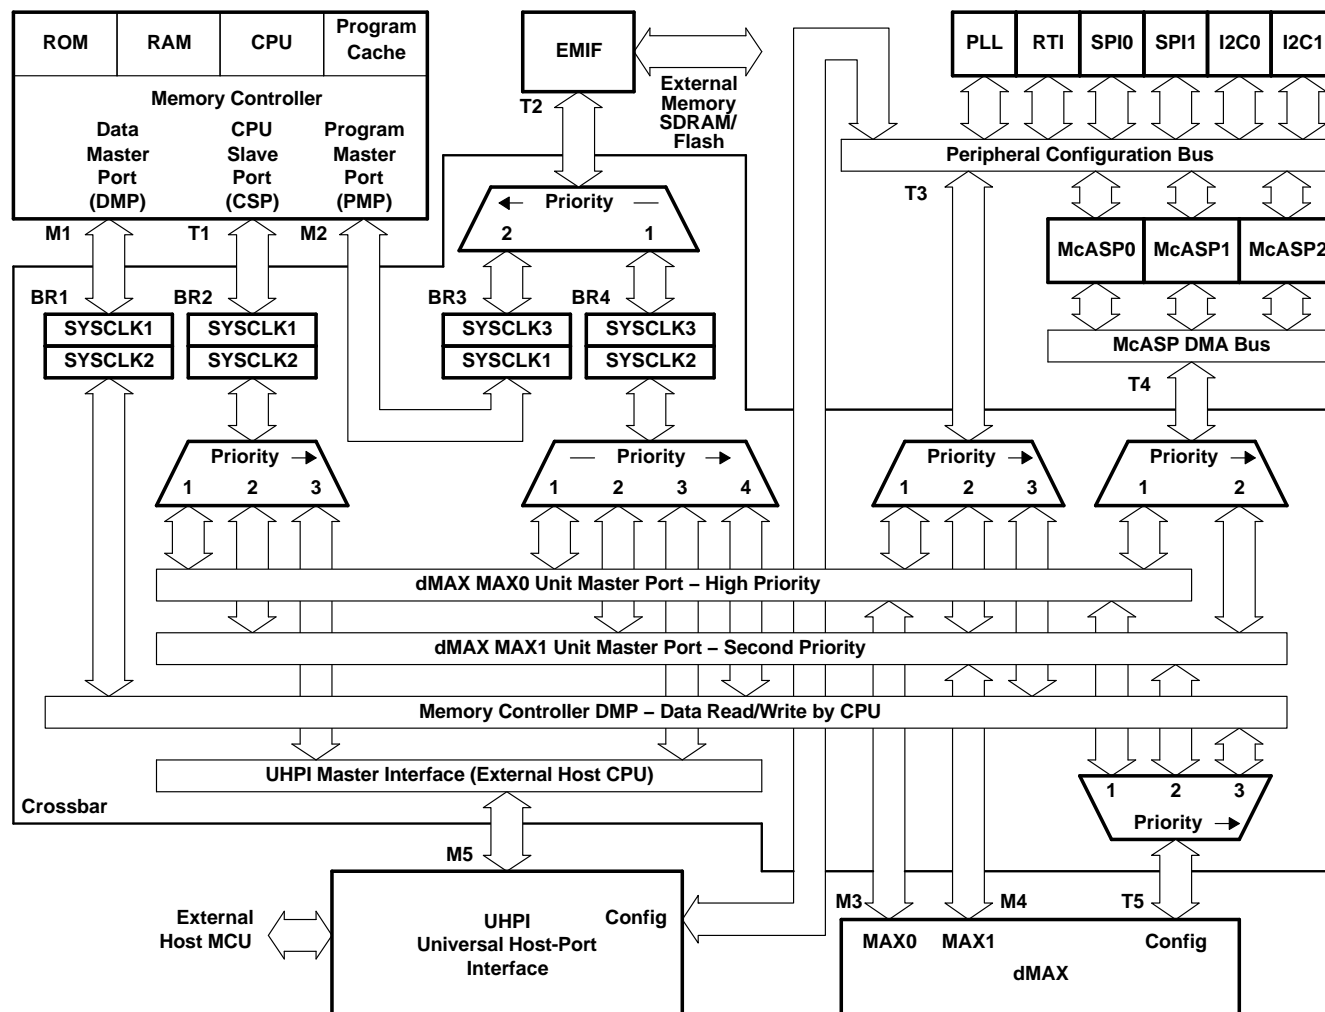 ROM
RAM
CPU
Program
Cache
Memory Controller
Data
Master
Port
(DMP)
CPU
Slave
Port
(CSP)
Program
Master
Port
(PMP)
EMIF
External
Memory
SDRAM/
Flash
PLL
RTI
SPI0
SPI1
I2C0
I2C1
T2
Peripheral Configuration Bus
T3
M1
T1
M2
← Priority —
2
1
McASP0
McASP1
McASP2
BR1
BR2
BR3
BR4
SYSCLK1
SYSCLK2
SYSCLK1
SYSCLK2
SYSCLK3
SYSCLK1
SYSCLK3
SYSCLK2
McASP DMA Bus
T4
Priority →
1 2 3
— Priority →
1 2 3 4
Priority →
1 2 3
Priority →
1 2
dMAX MAX0 Unit Master Port – High Priority
dMAX MAX1 Unit Master Port – Second Priority
Memory Controller DMP – Data Read/Write by CPU
UHPI Master Interface (External Host CPU)
Crossbar
1 2 3
Priority →
M5
M3
M4
T5
External
Host MCU
UHPI
Universal Host-Port
Interface
Config
MAX0
MAX1
Config
dMAX